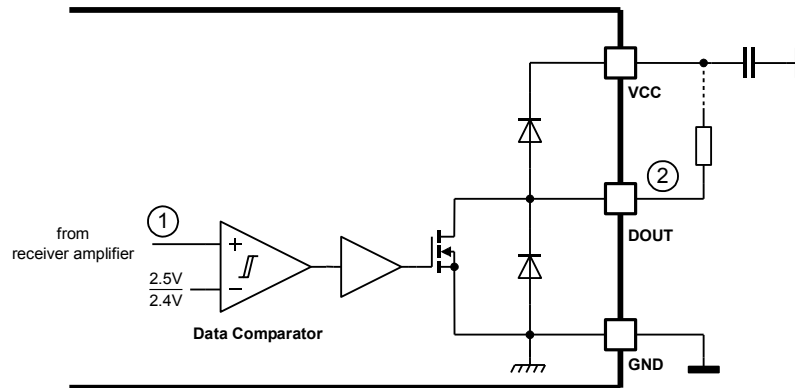 VCC
2
DOUT
1
from
receiver amplifier
+
2.5V
2.4V
−
Data Comparator
GND